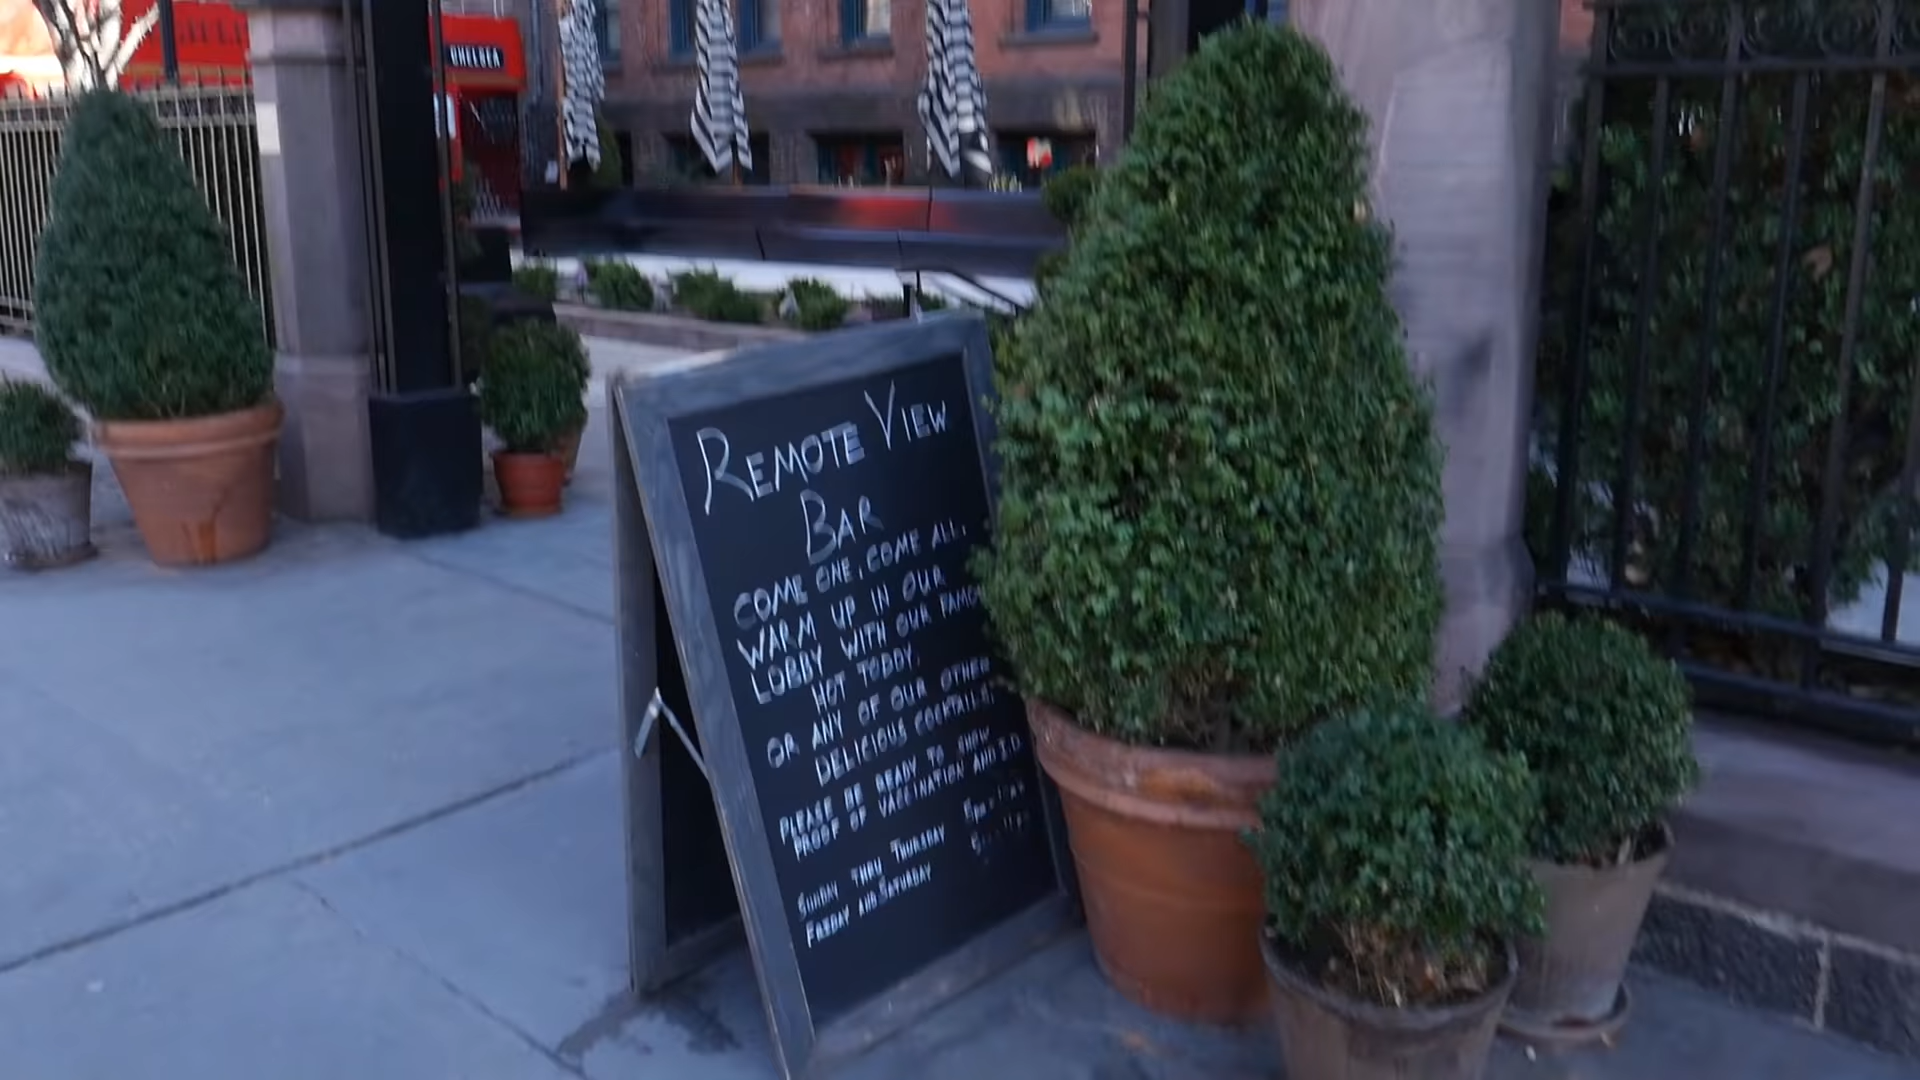 CHELSEA
REMOTE VIEW
BAR
COME ONE, COME ALL,
WARM UP IN OUR
LOBBY WITH OUR FAMO
HOT TODDY.
OR ANY OF OUR OTHER
DELICIOUS COCKTAILS!
PLEASE BE READY TO SHOW
PROOF OF VACCINATION AND I.D
SUNDAY THRU THURSDAY
FRIDAY AND SATURDAY